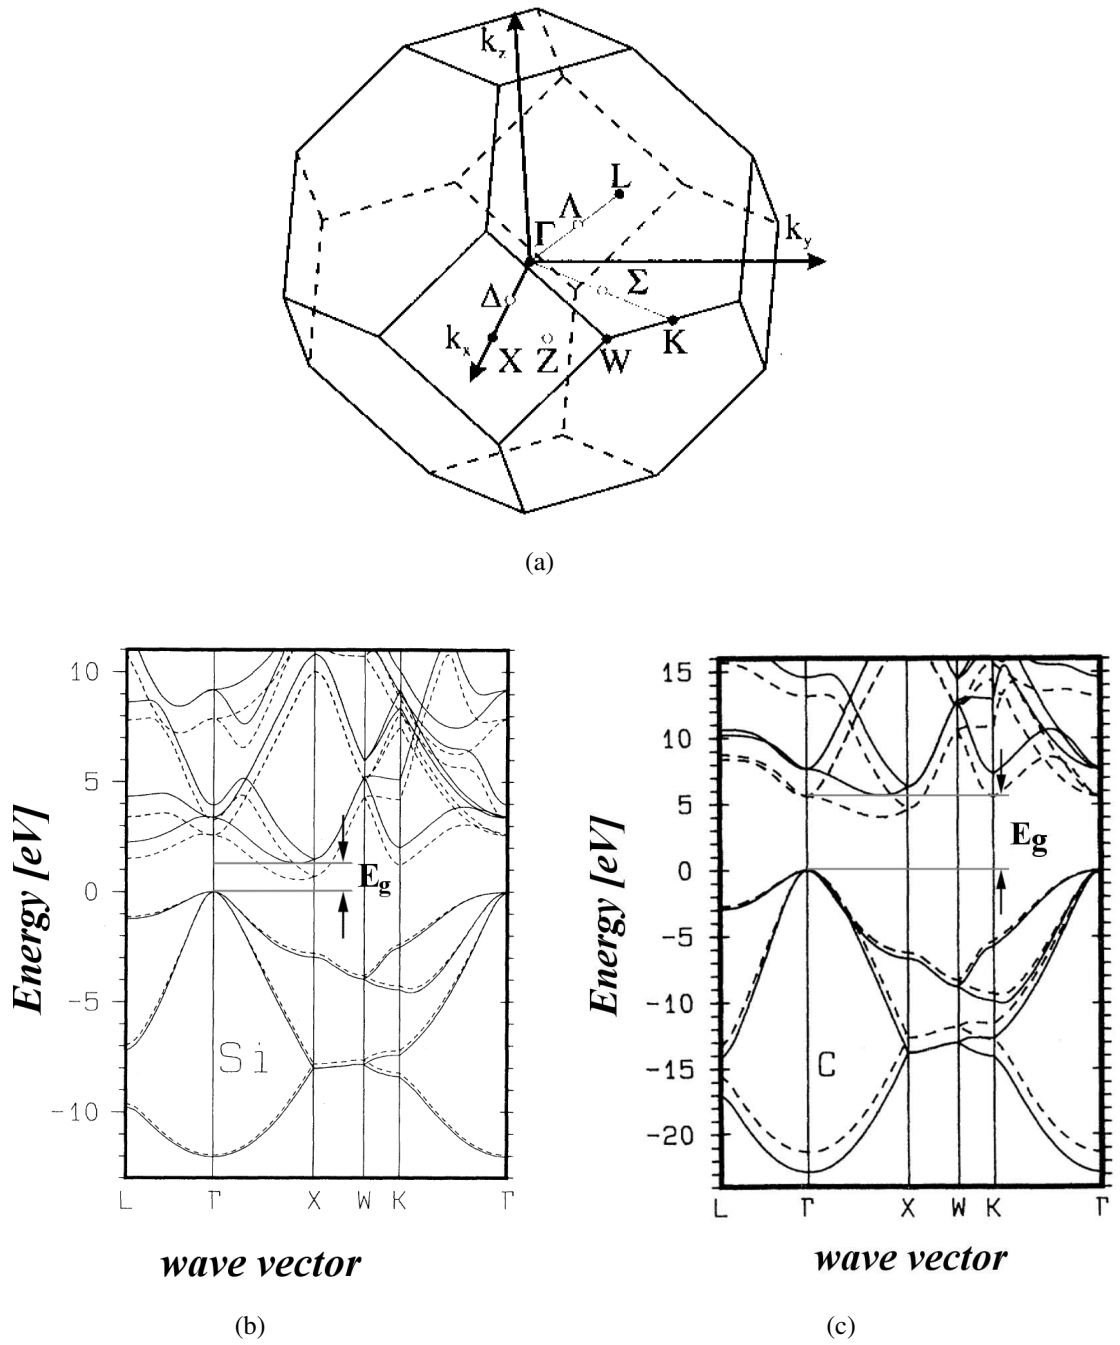 k_z
L
Λ
Γ
k_y
Σ
Δ
k_x
X
Z
W
K
(a)
10
5
0
-5
-10
Energy [eV]
E_g
Si
L
Γ
X
W
K
Γ
wave vector
(b)
15
10
5
0
-5
-10
-15
-20
Energy [eV]
E_g
C
L
Γ
X
W
K
Γ
wave vector
(c)